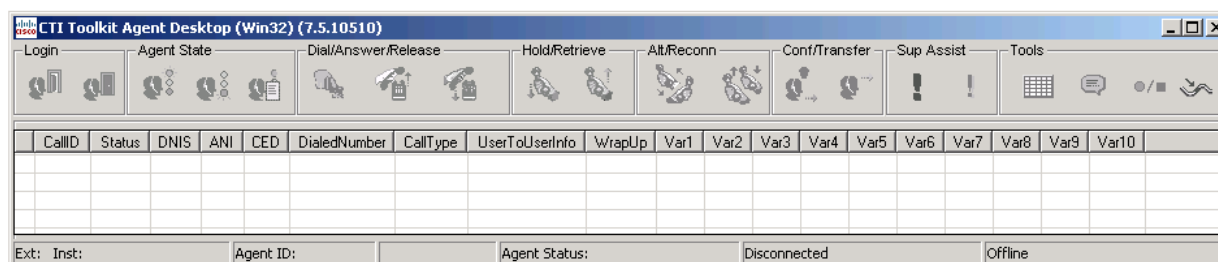 cisco CTI Toolkit Agent Desktop (Win32) (7.5.10510)
Login Agent State Dial/Answer/Release Hold/Retrieve Alt/Reconn Conf/Transfer Sup Assist Tools
CallID Status DNIS ANI CED DialedNumber CallType UserToUserInfo WrapUp Var1 Var2 Var3 Var4 Var5 Var6 Var7 Var8 Var9 Var10
Ext: Inst: Agent ID: Agent Status: Disconnected Offline